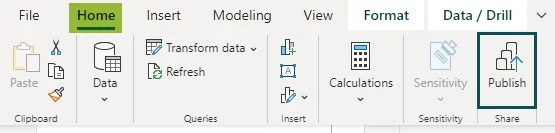 File Home Insert Modeling View Format Data / Drill
Paste
Data
Transform data
Refresh
Calculations
Sensitivity
Publish
Clipboard Queries Insert Sensitivity Share